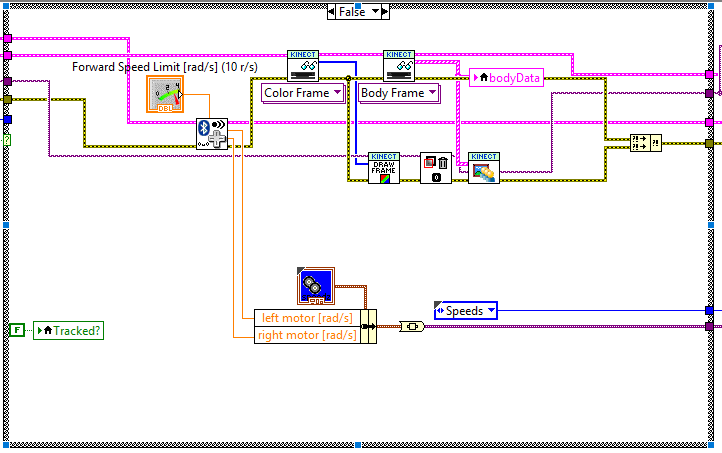 False
KINECT
KINECT
Forward Speed Limit [rad/s] (10 r/s)
bodyData
Color Frame
Body Frame
DBL
?
KINECT
DRAW
FRAME
0
KINECT
?!
?!
?!
left motor [rad/s]
right motor [rad/s]
Speeds
F
Tracked?